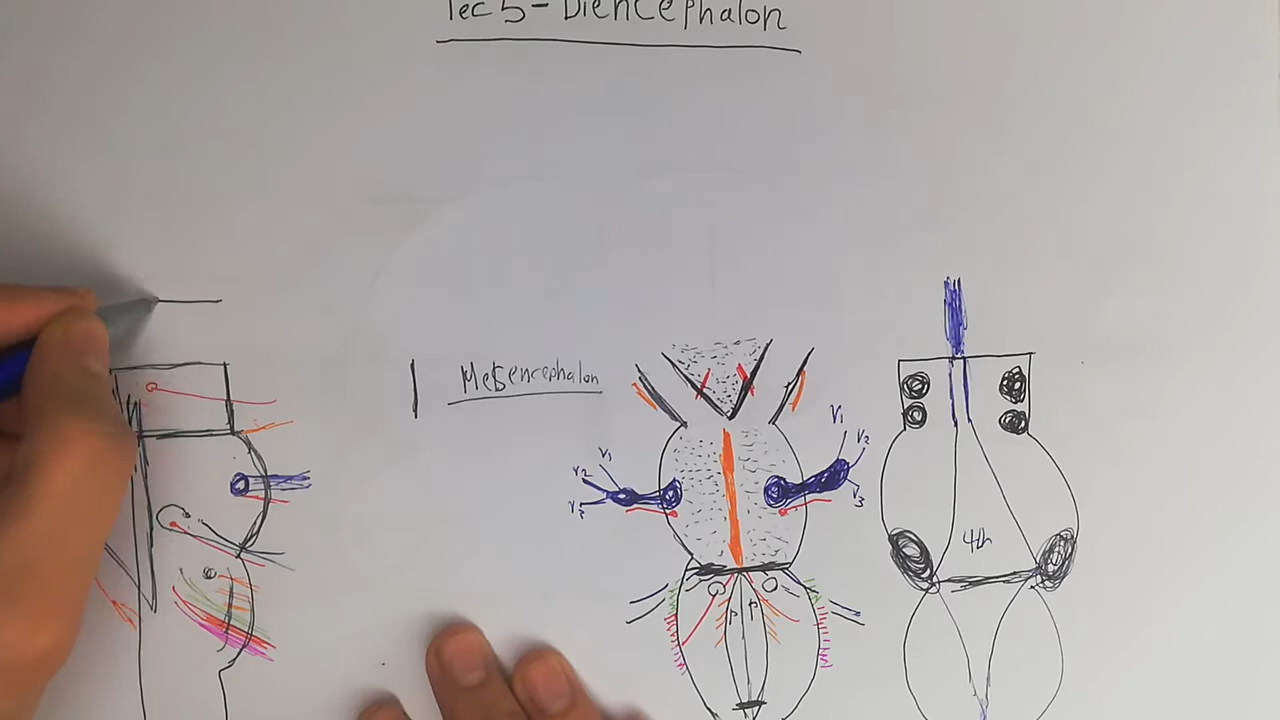 Lec 5 - Diencephalon
Mesencephalon
V1
V2
V3
V1
V2
V3
4th
P P